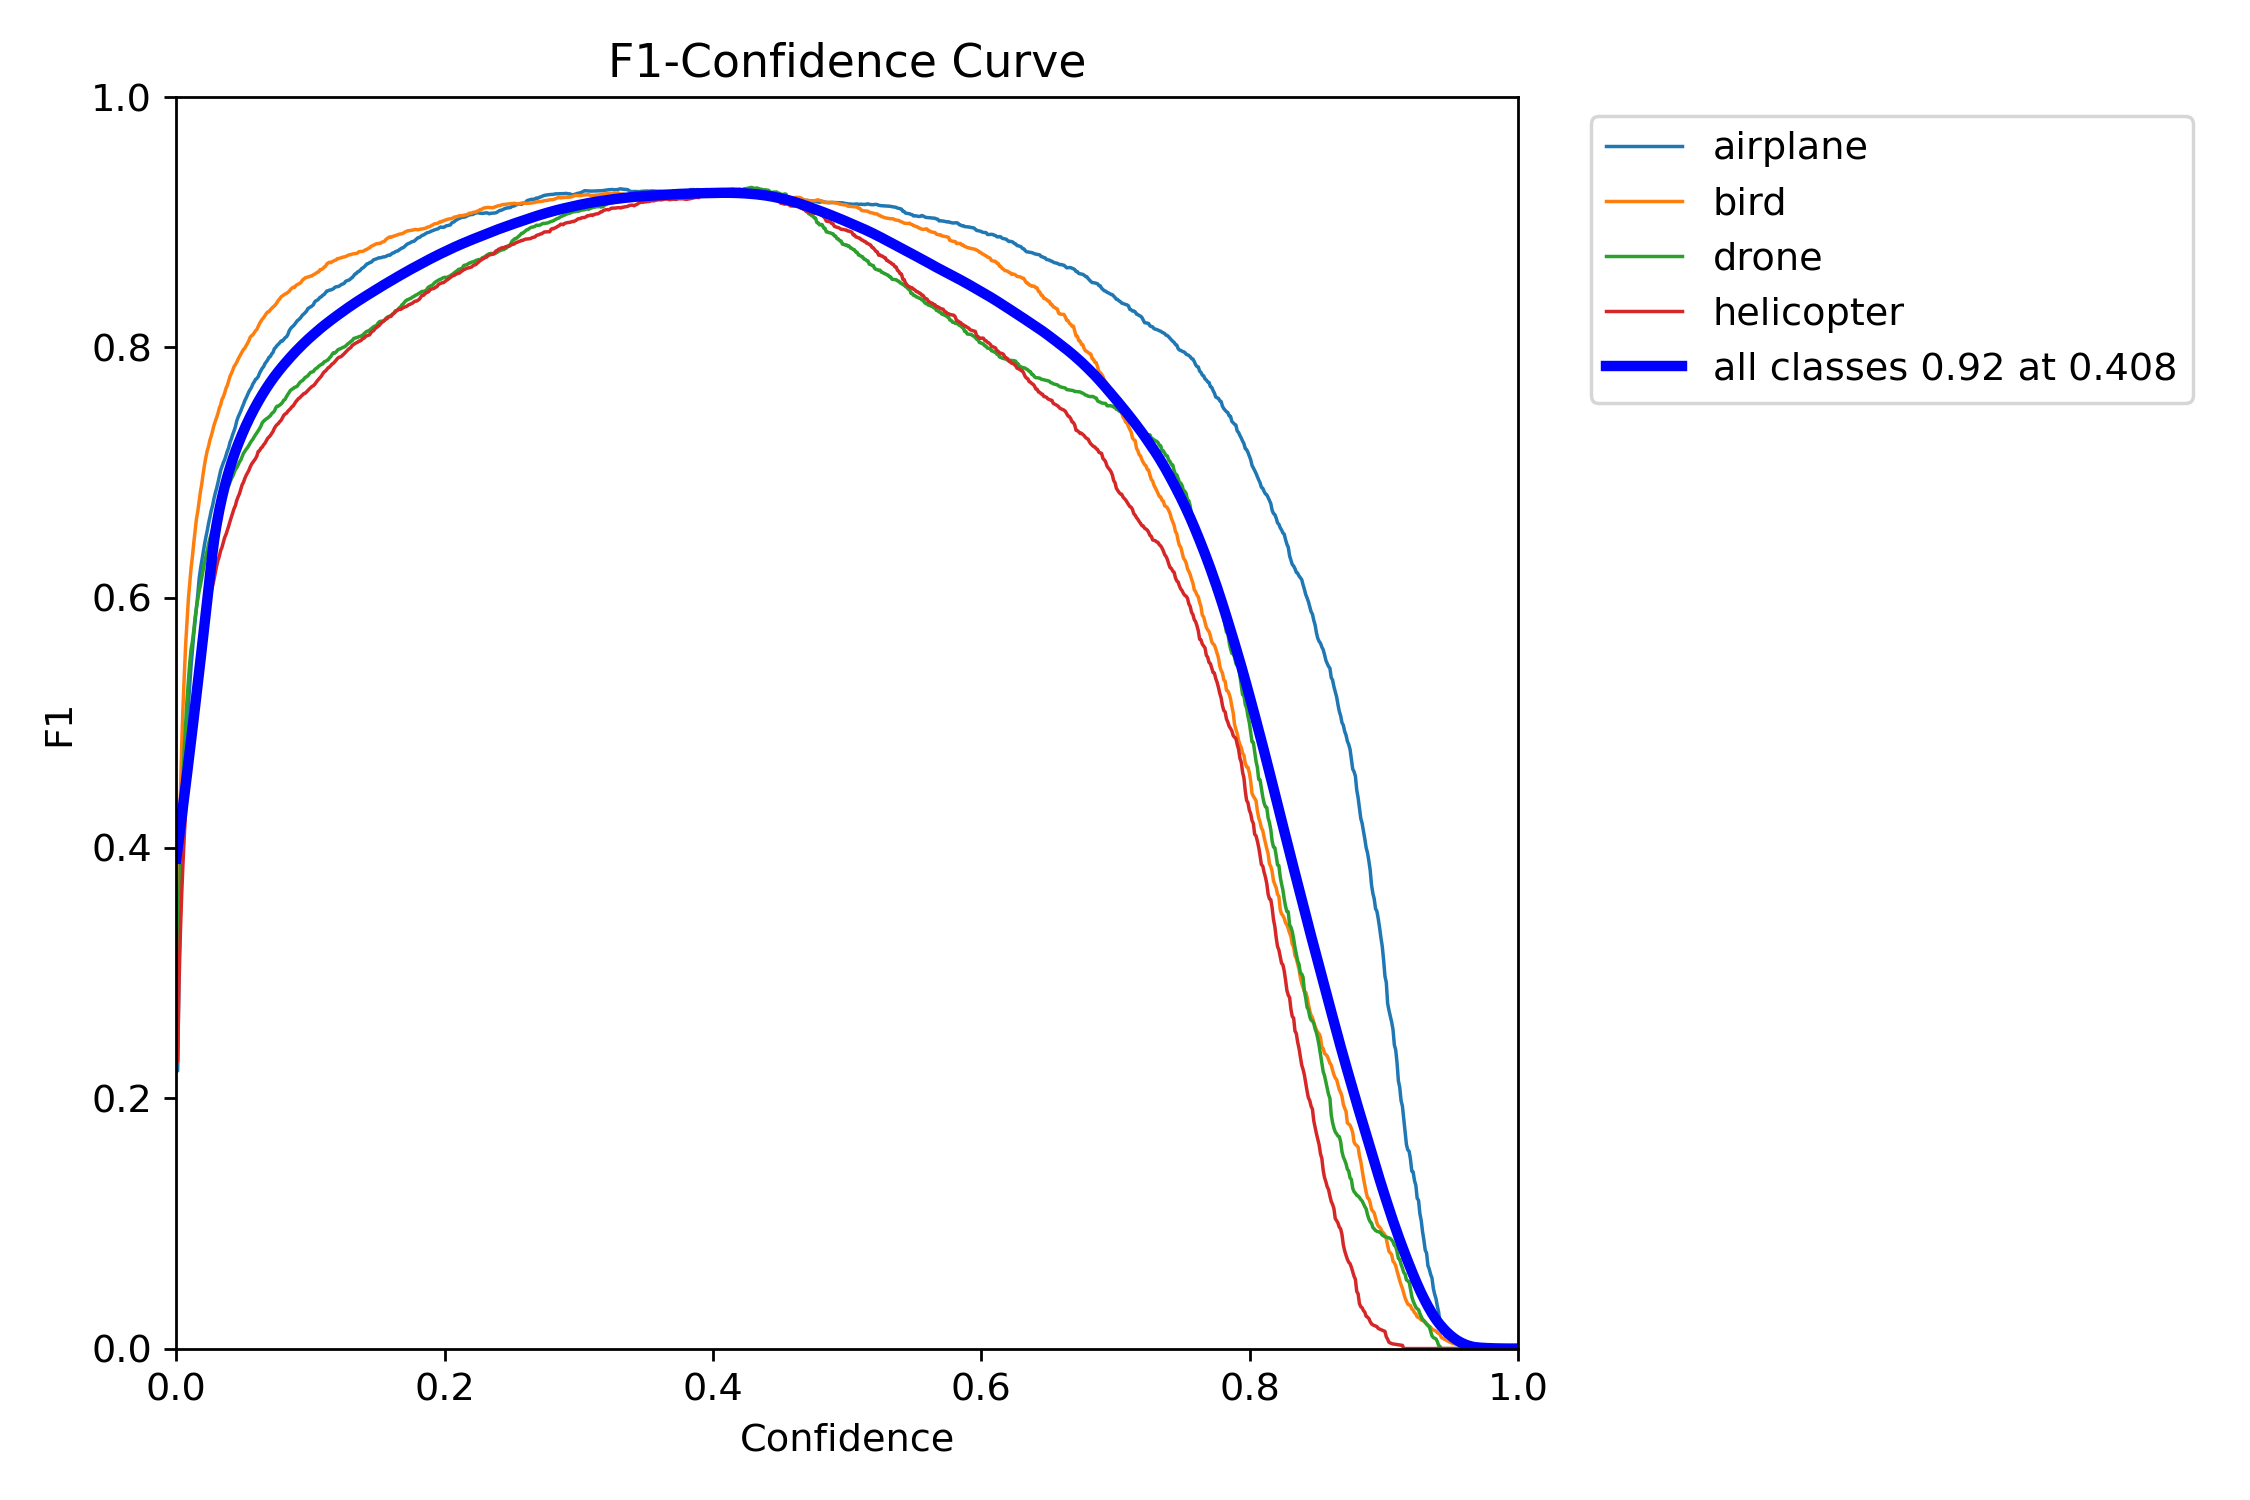 F1-Confidence Curve
1.0
0.8
0.6
0.4
0.2
0.0
F1
0.0 0.2 0.4 0.6 0.8 1.0
Confidence
airplane
bird
drone
helicopter
all classes 0.92 at 0.408